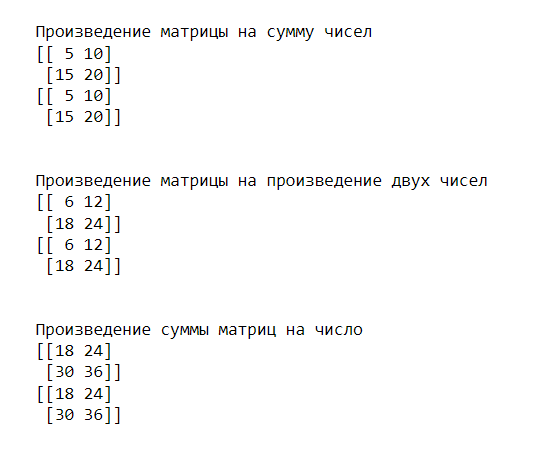 Произведение матрицы на сумму чисел
[[ 5 10]
 [15 20]]
[[ 5 10]
 [15 20]]
Произведение матрицы на произведение двух чисел
[[ 6 12]
 [18 24]]
[[ 6 12]
 [18 24]]
Произведение суммы матриц на число
[[18 24]
 [30 36]]
[[18 24]
 [30 36]]